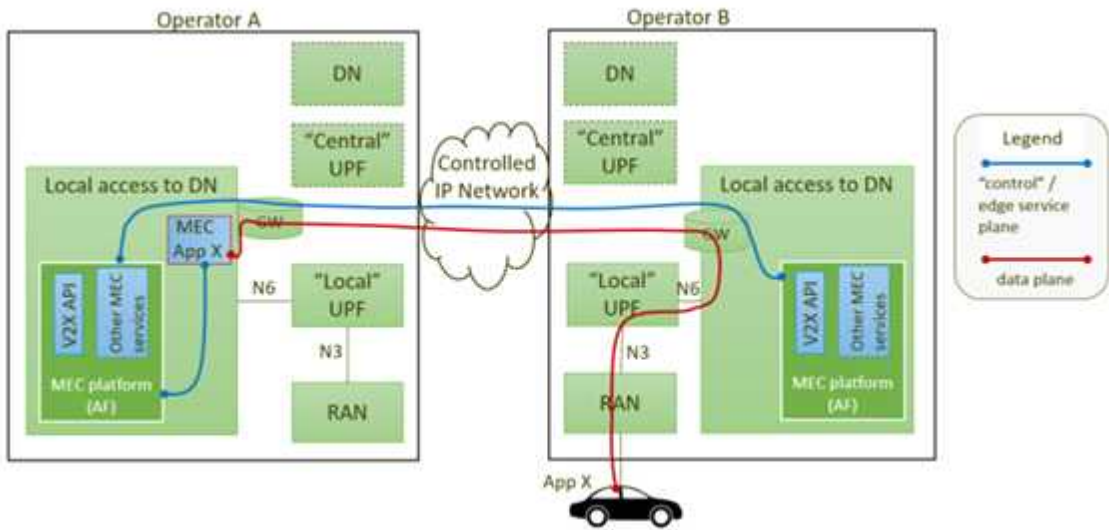 Operator A
DN
"Central"
UPF
Local access to DN
GW
MEC
App X
V2X API
Other MEC
services
MEC platform
(AF)
N6
"Local"
UPF
N3
RAN
Controlled
IP Network
Operator B
DN
"Central"
UPF
Local access to DN
GW
"Local"
UPF
N6
N3
RAN
V2X API
Other MEC
services
MEC platform
(AF)
App X
Legend
"control" /
edge service
plane
data plane